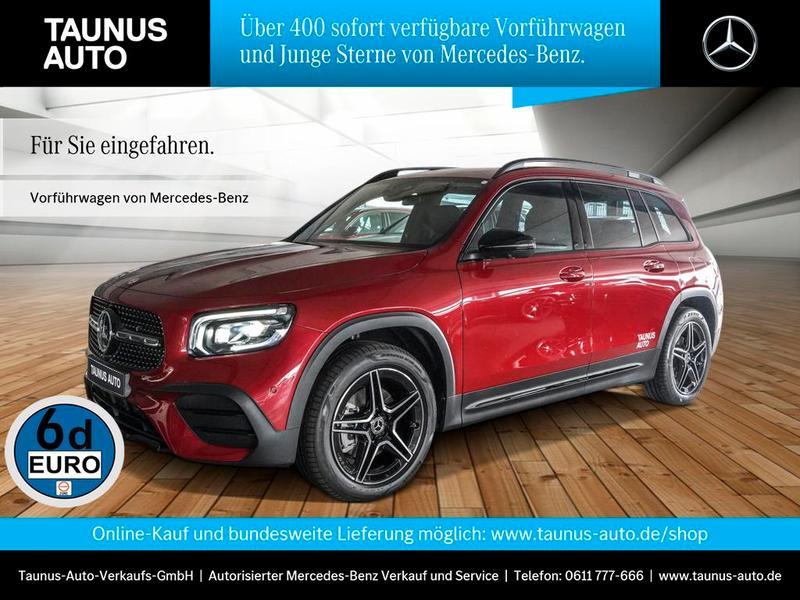 TAUNUS
AUTO
Über 400 sofort verfügbare Vorführwagen
und Junge Sterne von Mercedes-Benz.
Für Sie eingefahren.
Vorführwagen von Mercedes-Benz
TAUNUS
AUTO
TAUNUS AUTO
6d
EURO
Online-Kauf und bundesweite Lieferung möglich: www.taunus-auto.de/shop
Taunus-Auto-Verkaufs-GmbH | Autorisierter Mercedes-Benz Verkauf und Service | Telefon: 0611 777-666 | www.taunus-auto.de